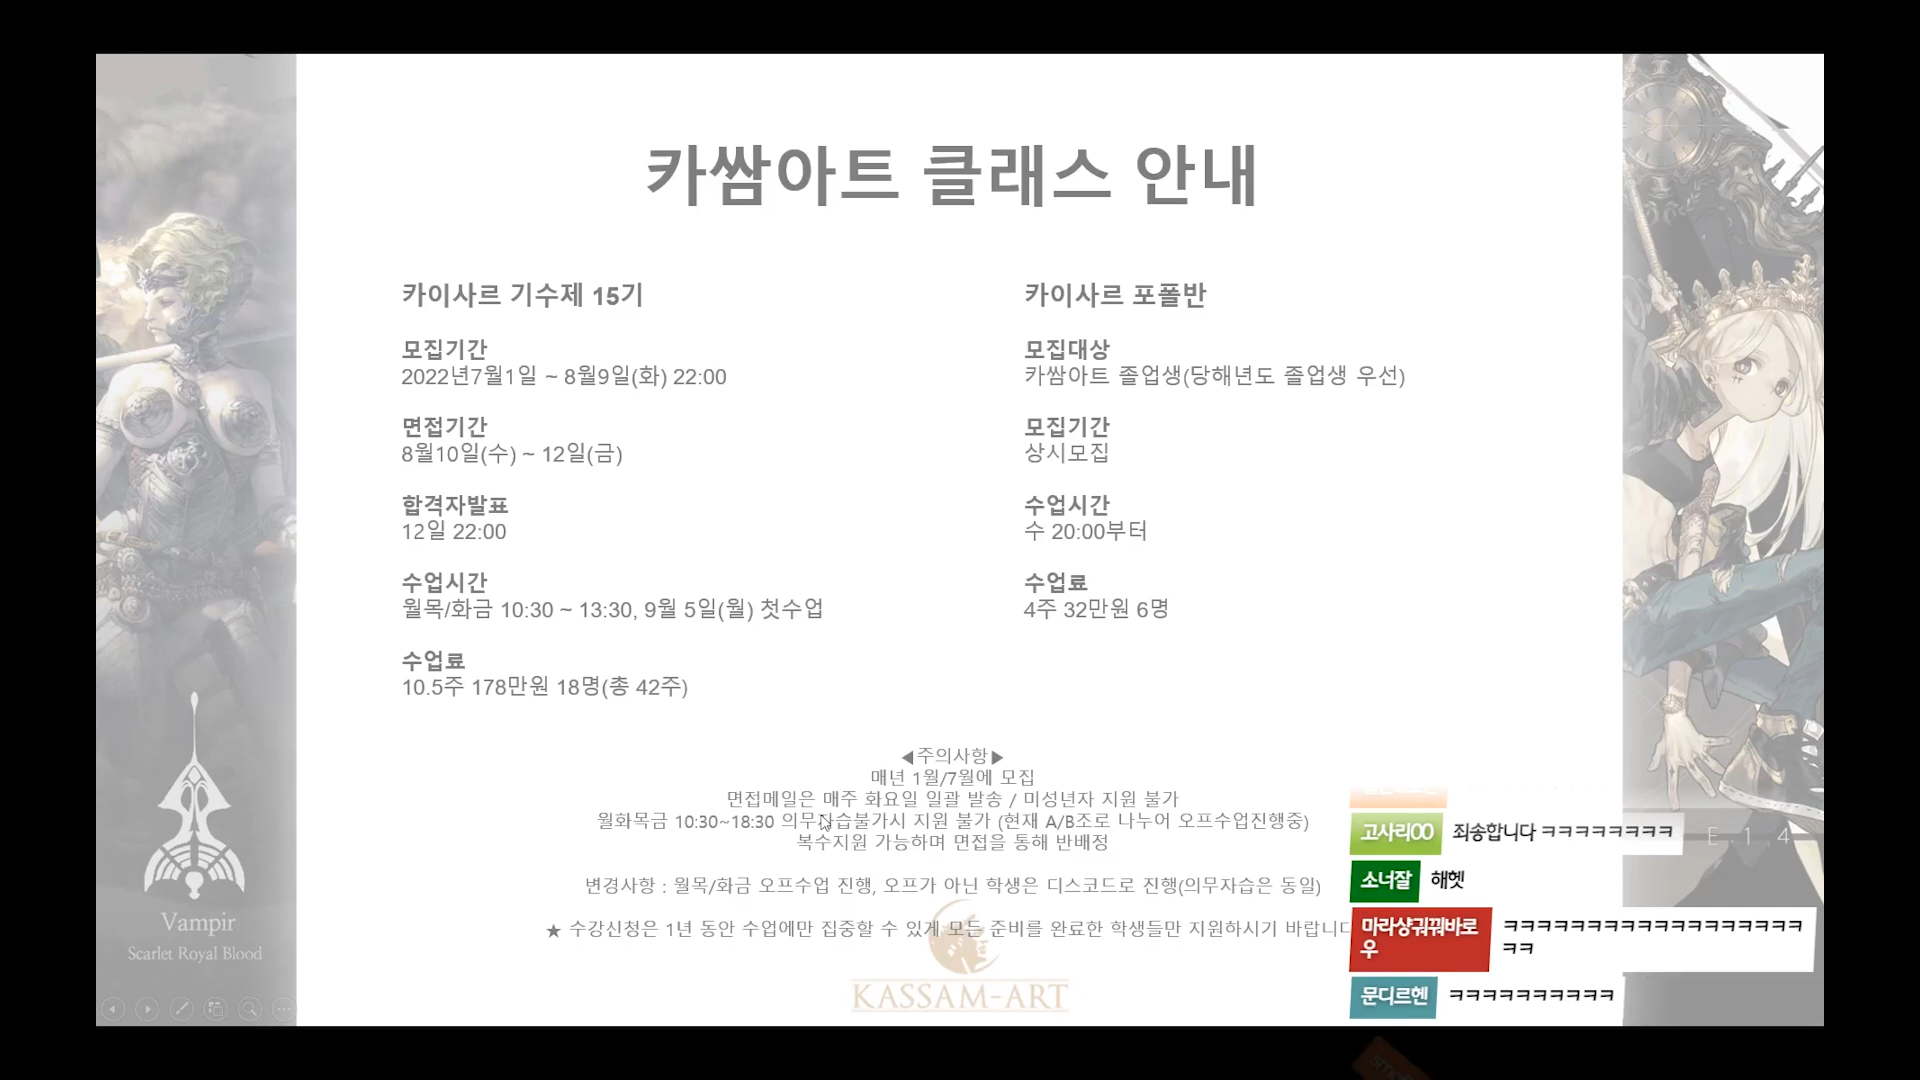 카쌈아트 클래스 안내
카이사르 기수제 15기
모집기간
2022년7월1일 ~ 8월9일(화) 22:00
면접기간
8월10일(수) ~ 12일(금)
합격자발표
12일 22:00
수업시간
월목/화금 10:30 ~ 13:30, 9월 5일(월) 첫수업
수업료
10.5주 178만원 18명(총 42주)
카이사르 포폴반
모집대상
카쌈아트 졸업생(당해년도 졸업생 우선)
모집기간
상시모집
수업시간
수 20:00부터
수업료
4주 32만원 6명
◀주의사항▶
매년 1월/7월에 모집
면접메일은 매주 화요일 일괄 발송 / 미성년자 지원 불가
월화목금 10:30~18:30 의무자습불가시 지원 불가 (현재 A/B조로 나누어 오프수업진행중)
복수지원 가능하며 면접을 통해 반배정
변경사항 : 월목/화금 오프수업 진행, 오프가 아닌 학생은 디스코드로 진행(의무자습은 동일)
★ 수강신청은 1년 동안 수업에만 집중할 수 있게 모든 준비를 완료한 학생들만 지원하시기 바랍니다
KASSAM-ART
Vampir
Scarlet Royal Blood
E 1 4
고사리00 죄송합니다 ㅋㅋㅋㅋㅋㅋㅋㅋ
소너잘 해헷
마라샹궈꿔바로우 ㅋㅋㅋㅋㅋㅋㅋㅋㅋㅋㅋㅋㅋㅋㅋㅋㅋㅋ
ㅋㅋ
문디르헨 ㅋㅋㅋㅋㅋㅋㅋㅋㅋㅋ